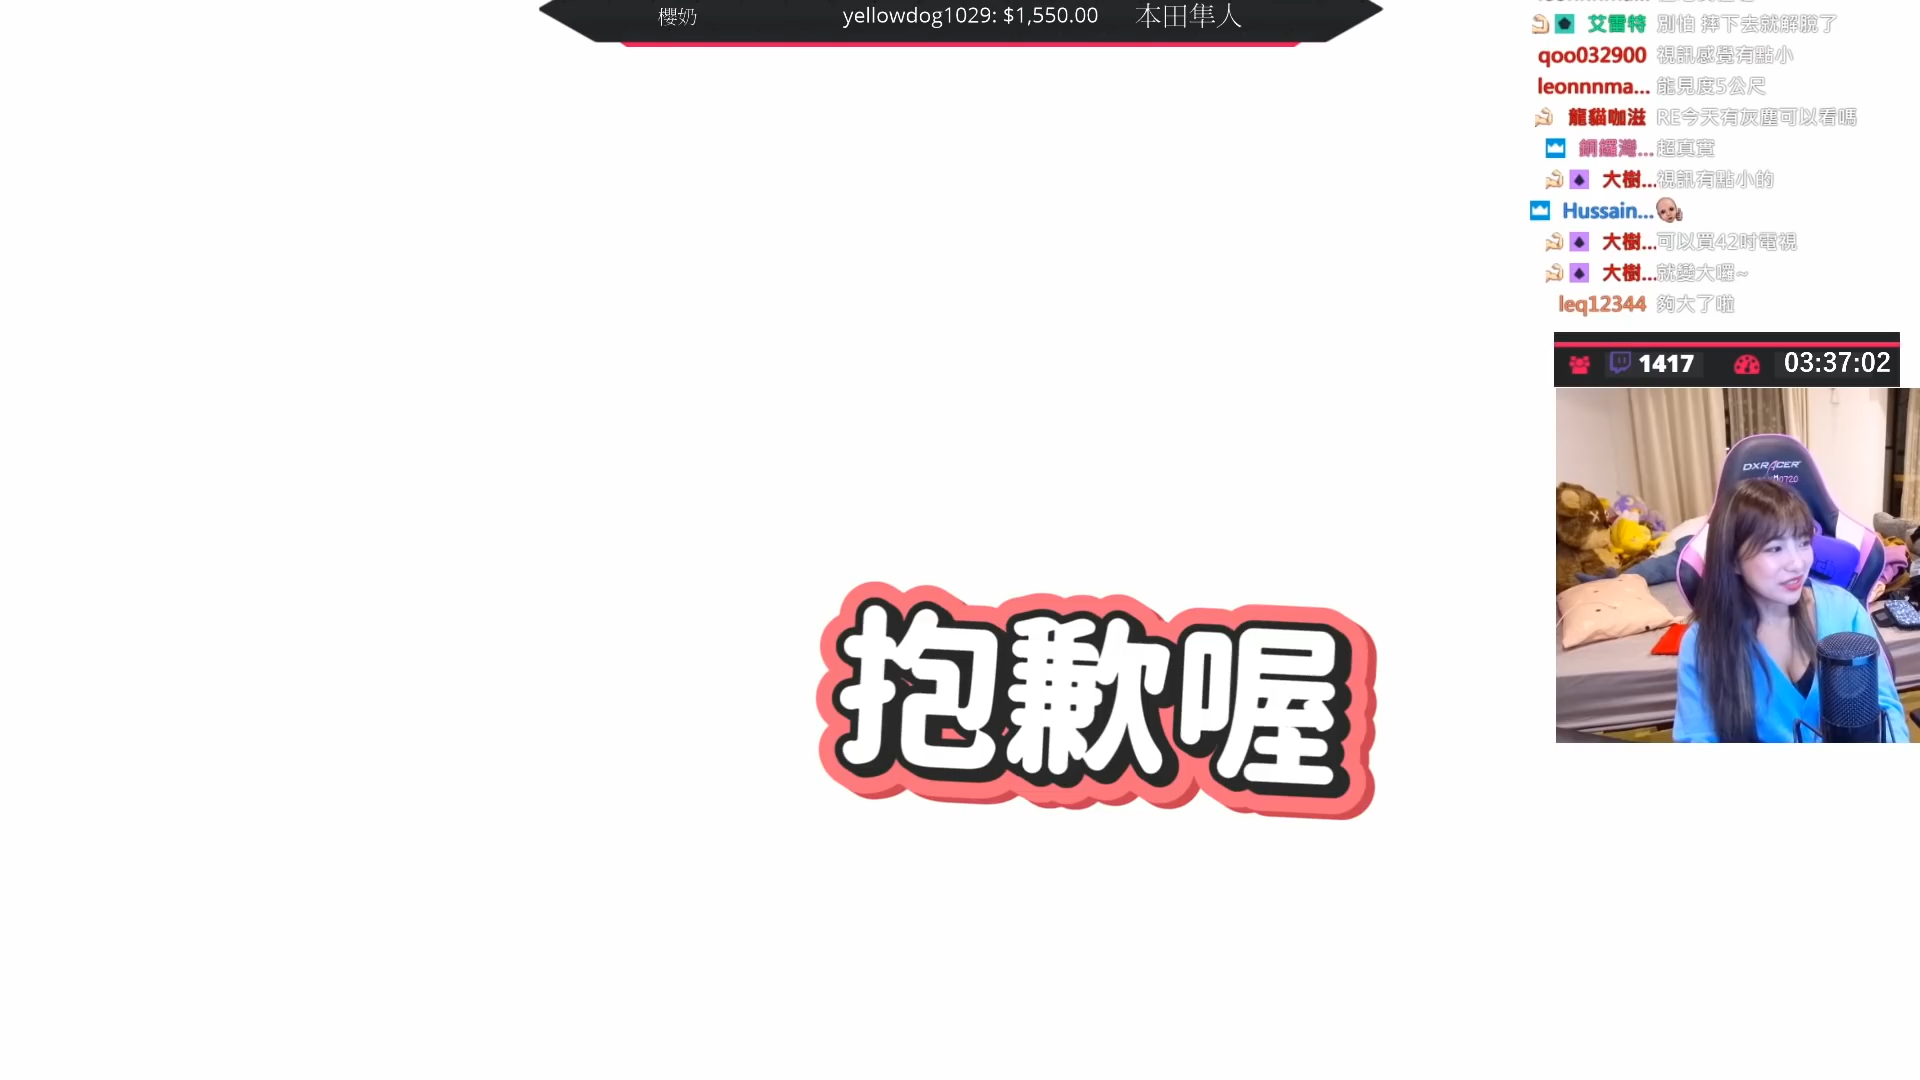 櫻奶 yellowdog1029: $1,550.00 本田隼人
艾雷特 別怕 摔下去就解脫了
qoo032900 視訊感覺有點小
leonnnma... 能見度5公尺
龍貓咖滋 RE今天有灰塵可以看嗎
銅鑼灣... 超真實
大樹... 視訊有點小的
Hussain...
大樹... 可以買42吋電視
大樹... 就變大囉~
leq12344 夠大了啦
1417 03:37:02
DXRACER
抱歉喔